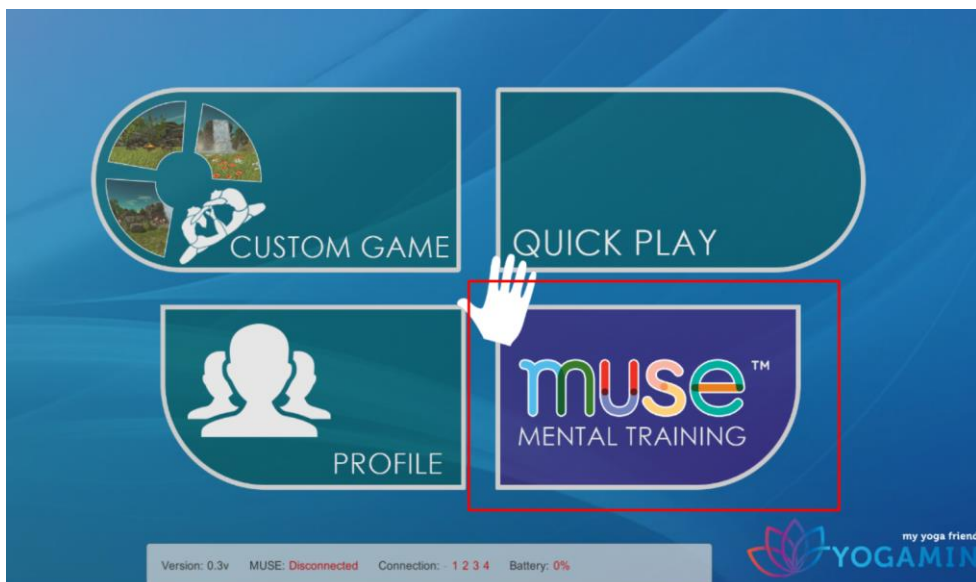 CUSTOM GAME
QUICK PLAY
PROFILE
muse™
MENTAL TRAINING
my yoga friend
YOGAMIN
Version: 0.3v MUSE: Disconnected Connection: - 1 2 3 4 Battery: 0%